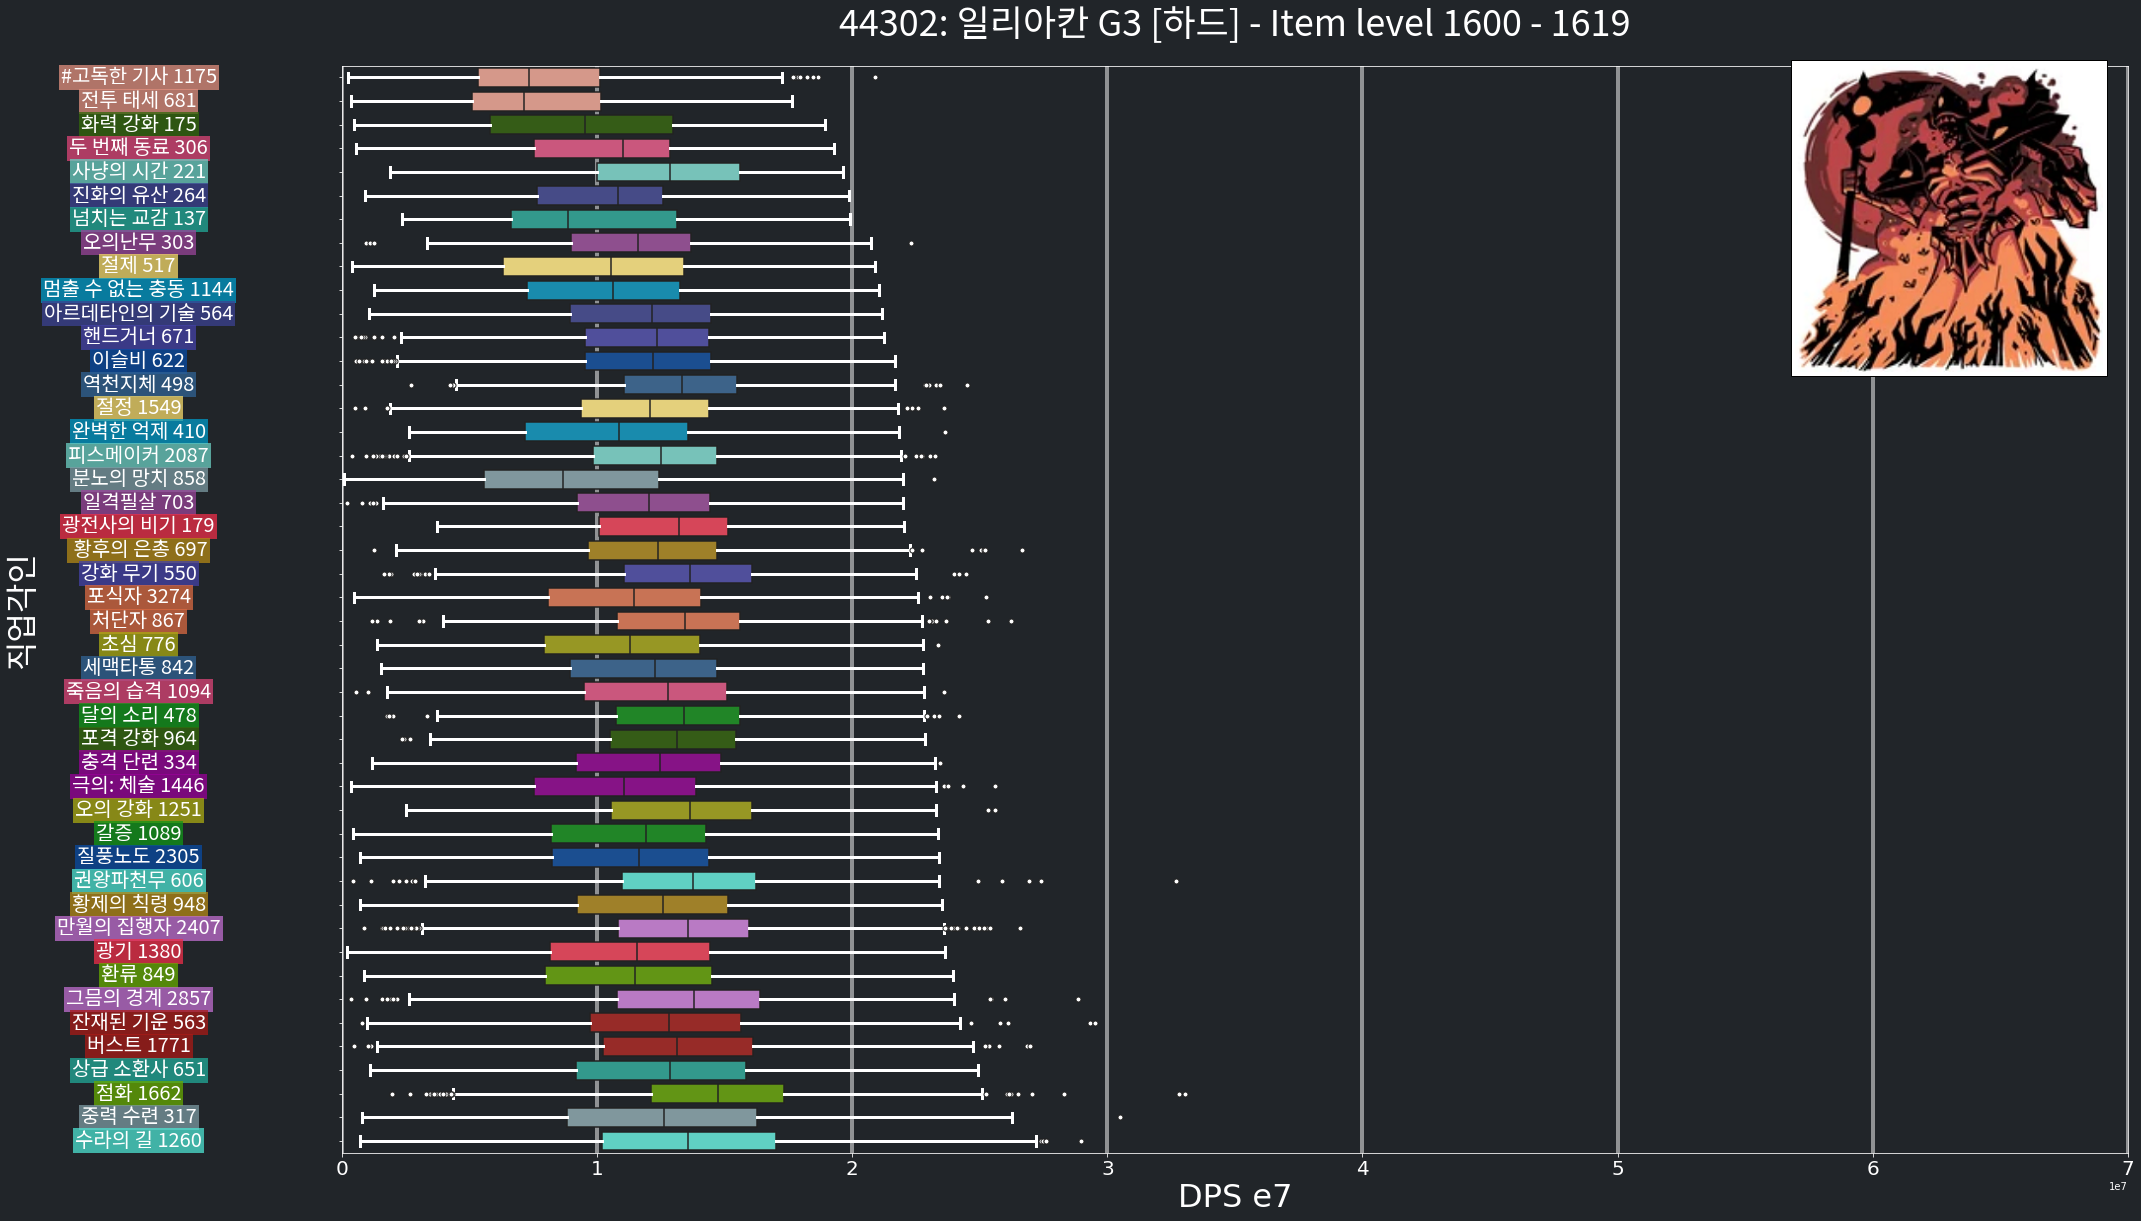 44302: 일리아칸 G3 [하드] - Item level 1600 - 1619
#고독한 기사 1175
전투 태세 681
화력 강화 175
두 번째 동료 306
사냥의 시간 221
진화의 유산 264
넘치는 교감 137
오의난무 303
절제 517
멈출 수 없는 충동 1144
아르데타인의 기술 564
핸드거너 671
이슬비 622
역천지체 498
절정 1549
완벽한 억제 410
피스메이커 2087
분노의 망치 858
일격필살 703
광전사의 비기 179
황후의 은총 697
강화 무기 550
포식자 3274
처단자 867
초심 776
세맥타통 842
죽음의 습격 1094
달의 소리 478
포격 강화 964
충격 단련 334
극의: 체술 1446
오의 강화 1251
갈증 1089
질풍노도 2305
권왕파천무 606
황제의 칙령 948
만월의 집행자 2407
광기 1380
환류 849
그믐의 경계 2857
잔재된 기운 563
버스트 1771
상급 소환사 651
점화 1662
중력 수련 317
수라의 길 1260
직업각인
0 1 2 3 4 5 6 7
1e7
DPS e7